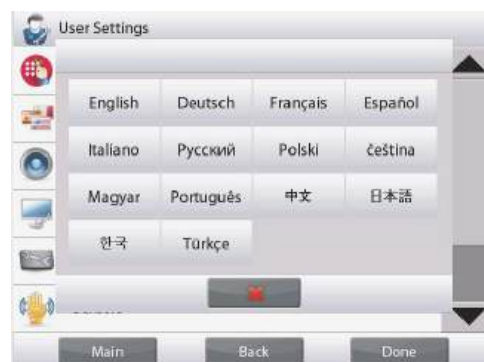 User Settings
English Deutsch Français Español
Italiano Русский Polski čeština
Magyar Português 中文 日本語
한국 Türkçe
Main Back Done